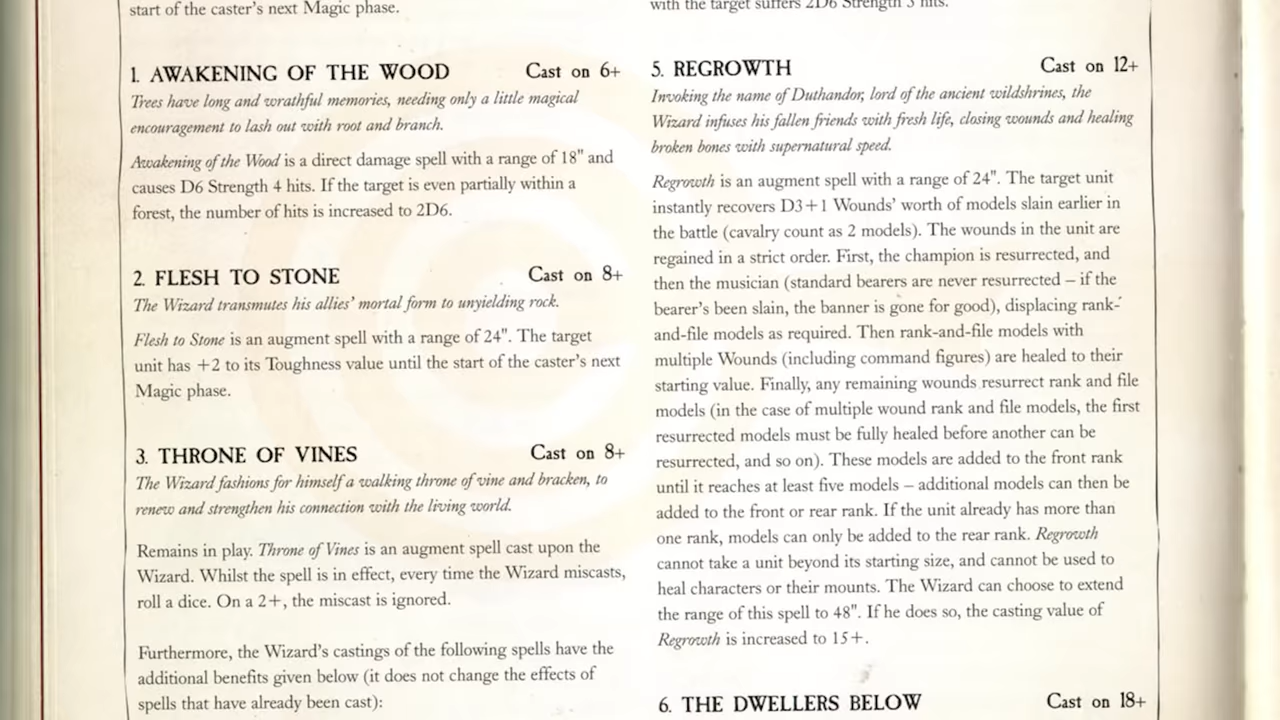 start of the caster's next Magic phase.
1. AWAKENING OF THE WOOD Cast on 6+
Trees have long and wrathful memories, needing only a little magical
encouragement to lash out with root and branch.
Awakening of the Wood is a direct damage spell with a range of 18" and
causes D6 Strength 4 hits. If the target is even partially within a
forest, the number of hits is increased to 2D6.
2. FLESH TO STONE Cast on 8+
The Wizard transmutes his allies' mortal form to unyielding rock.
Flesh to Stone is an augment spell with a range of 24". The target
unit has +2 to its Toughness value until the start of the caster's next
Magic phase.
3. THRONE OF VINES Cast on 8+
The Wizard fashions for himself a walking throne of vine and bracken, to
renew and strengthen his connection with the living world.
Remains in play. Throne of Vines is an augment spell cast upon the
Wizard. Whilst the spell is in effect, every time the Wizard miscasts,
roll a dice. On a 2+, the miscast is ignored.
Furthermore, the Wizard's castings of the following spells have the
additional benefits given below (it does not change the effects of
spells that have already been cast):
with the target suffers 2D6 Strength hits.
5. REGROWTH Cast on 12+
Invoking the name of Duthandor, lord of the ancient wildshrines, the
Wizard infuses his fallen friends with fresh life, closing wounds and healing
broken bones with supernatural speed.
Regrowth is an augment spell with a range of 24". The target unit
instantly recovers D3+1 Wounds' worth of models slain earlier in
the battle (cavalry count as 2 models). The wounds in the unit are
regained in a strict order. First, the champion is resurrected, and
then the musician (standard bearers are never resurrected – if the
bearer's been slain, the banner is gone for good), displacing rank-
and-file models as required. Then rank-and-file models with
multiple Wounds (including command figures) are healed to their
starting value. Finally, any remaining wounds resurrect rank and file
models (in the case of multiple wound rank and file models, the first
resurrected models must be fully healed before another can be
resurrected, and so on). These models are added to the front rank
until it reaches at least five models – additional models can then be
added to the front or rear rank. If the unit already has more than
one rank, models can only be added to the rear rank. Regrowth
cannot take a unit beyond its starting size, and cannot be used to
heal characters or their mounts. The Wizard can choose to extend
the range of this spell to 48". If he does so, the casting value of
Regrowth is increased to 15+.
6. THE DWELLERS BELOW Cast on 18+